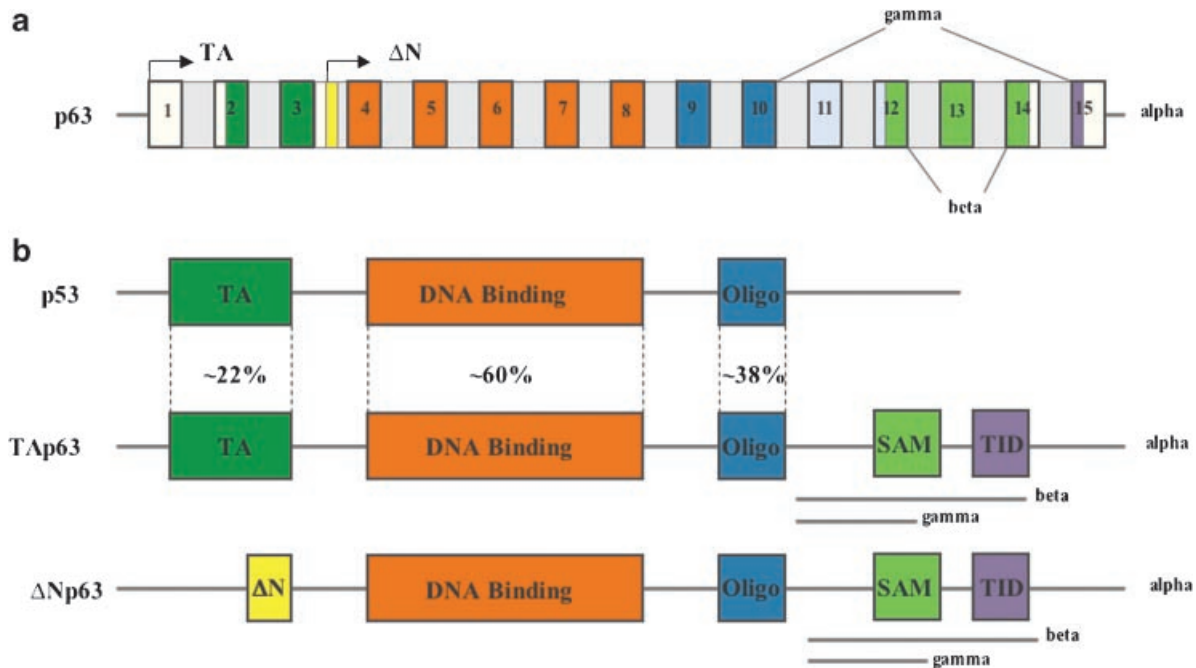 a
gamma
TA ΔN
p63 1 2 3 4 5 6 7 8 9 10 11 12 13 14 15 alpha
beta
b
p53 TA DNA Binding Oligo
~22% ~60% ~38%
TAp63 TA DNA Binding Oligo SAM TID alpha
beta
gamma
ΔNp63 ΔN DNA Binding Oligo SAM TID alpha
beta
gamma